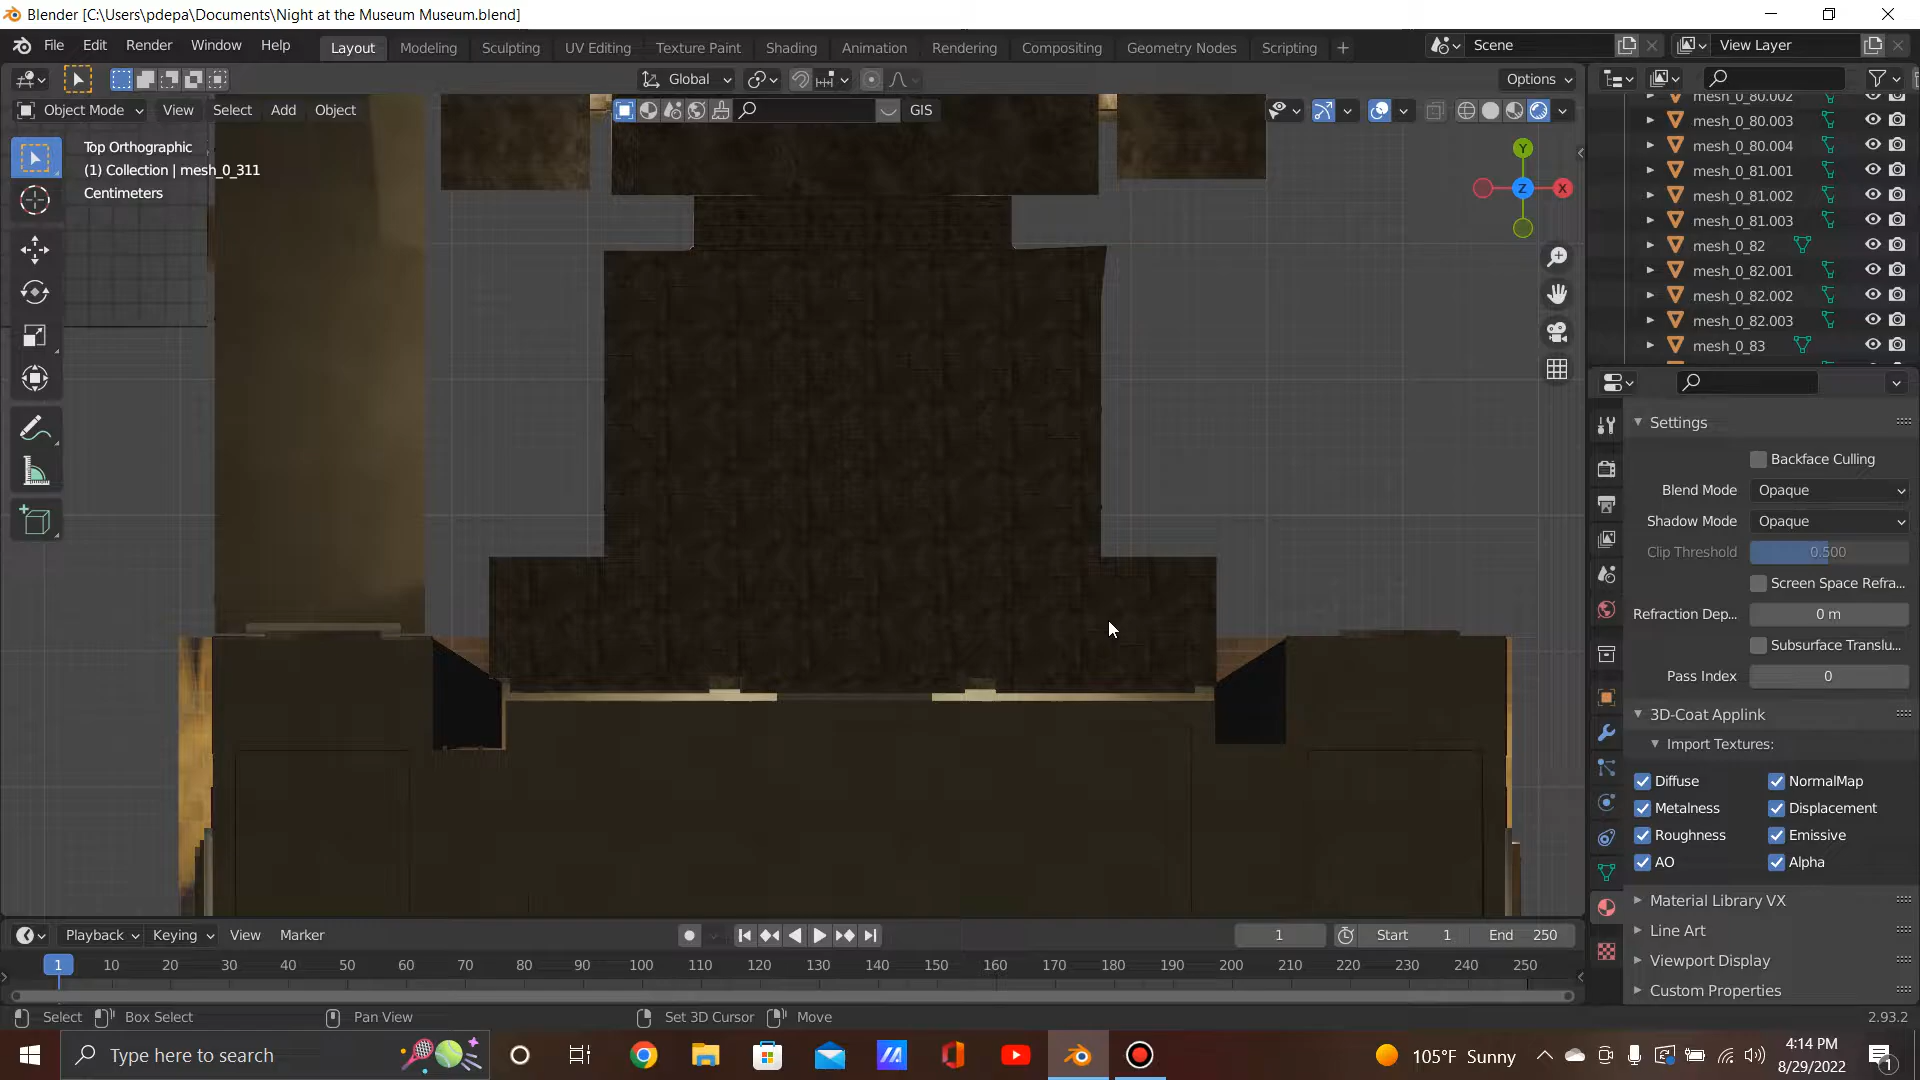 Blender [C:\Users\pdepa\Documents\Night at the Museum Museum.blend]
File Edit Render Window Help Layout Modeling Sculpting UV Editing Texture Paint Shading Animation Rendering Compositing Geometry Nodes Scripting + Scene View Layer
Global Options
Object Mode View Select Add Object GIS
Top Orthographic
(1) Collection | mesh_0_311
Centimeters
Y
X
Z
mesh_0_80.002
mesh_0_80.003
mesh_0_80.004
mesh_0_81.001
mesh_0_81.002
mesh_0_81.003
mesh_0_82
mesh_0_82.001
mesh_0_82.002
mesh_0_82.003
mesh_0_83
Settings
Backface Culling
Blend Mode Opaque
Shadow Mode Opaque
Clip Threshold 0.500
Screen Space Refra...
Refraction Dep... 0 m
Subsurface Translu...
Pass Index 0
3D-Coat Applink
Import Textures:
Diffuse NormalMap
Metalness Displacement
Roughness Emissive
AO Alpha
Material Library VX
Line Art
Viewport Display
Custom Properties
Playback Keying View Marker 1 Start 1 End 250
1 10 20 30 40 50 60 70 80 90 100 110 120 130 140 150 160 170 180 190 200 210 220 230 240 250
Select Box Select Pan View Set 3D Cursor Move 2.93.2
Type here to search 105°F Sunny 4:14 PM
8/29/2022 1